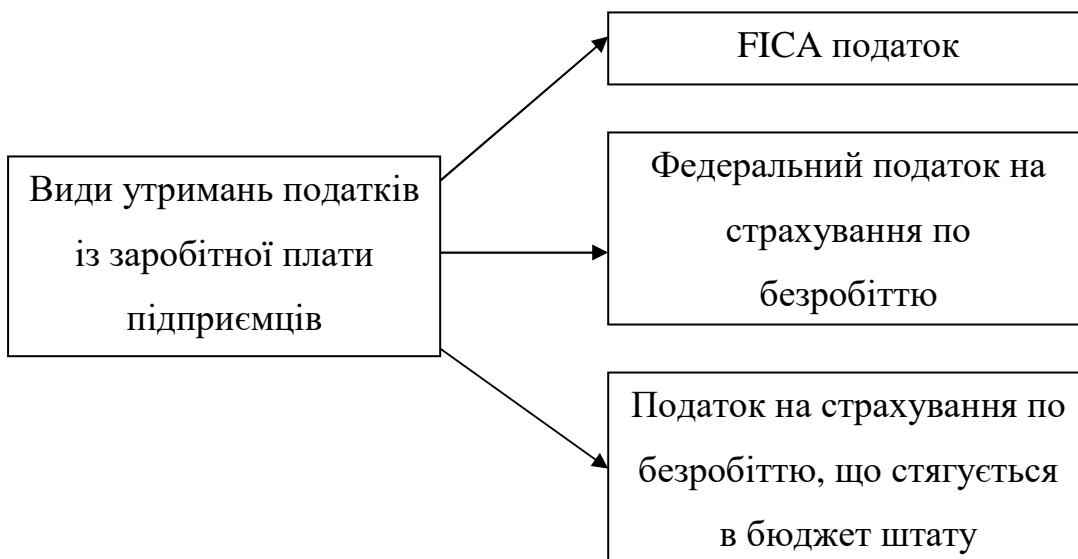 Види утримань податків
із заробітної плати
підприємців
FICA податок
Федеральний податок на
страхування по
безробіттю
Податок на страхування по
безробіттю, що стягується
в бюджет штату